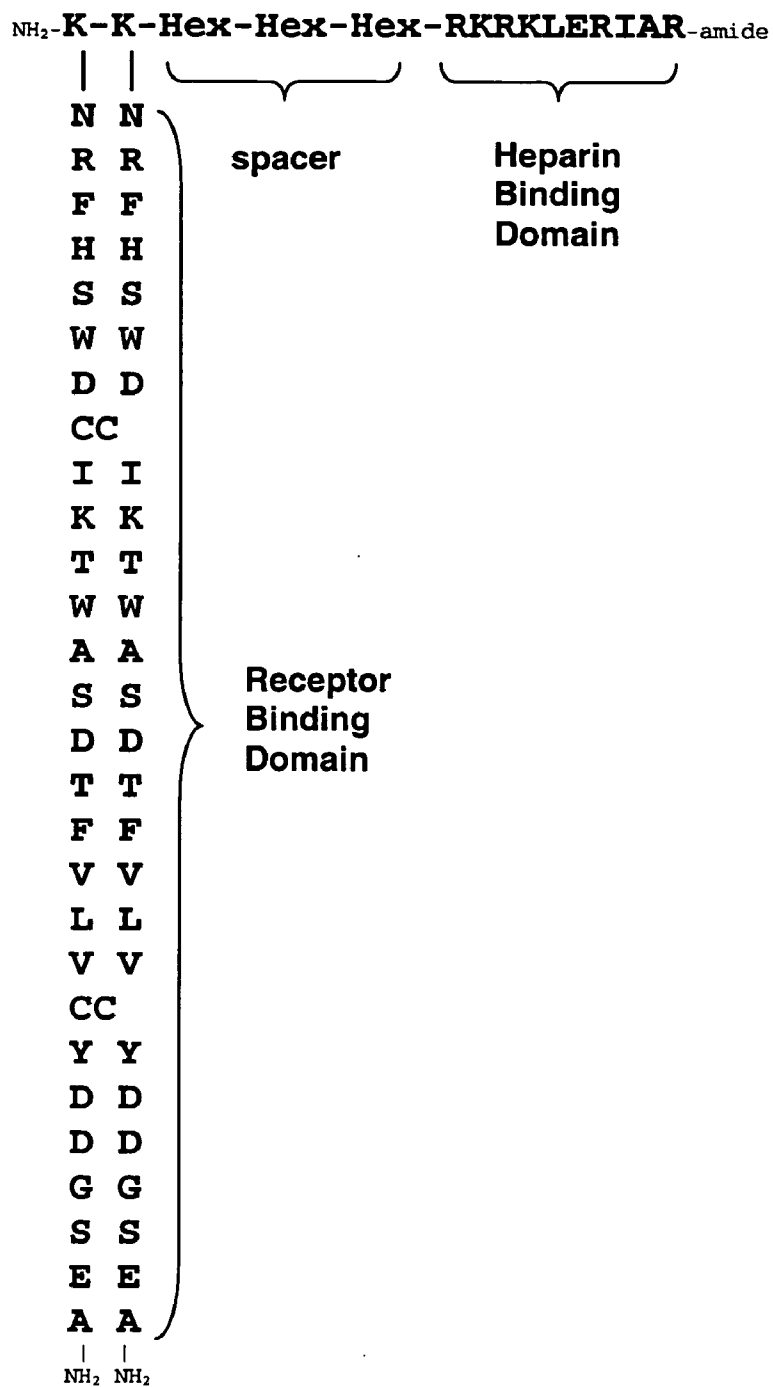 NH₂-K-K-Hex-Hex-Hex-RKRKLERIAR-amide
N N
R R
spacer
Heparin
Binding
Domain
F F
H H
S S
W W
D D
CC
I I
K K
T T
W W
A A
S S
D D
T T
F F
V V
L L
V V
CC
Y Y
D D
D D
G G
S S
E E
A A
NH₂ NH₂
Receptor
Binding
Domain